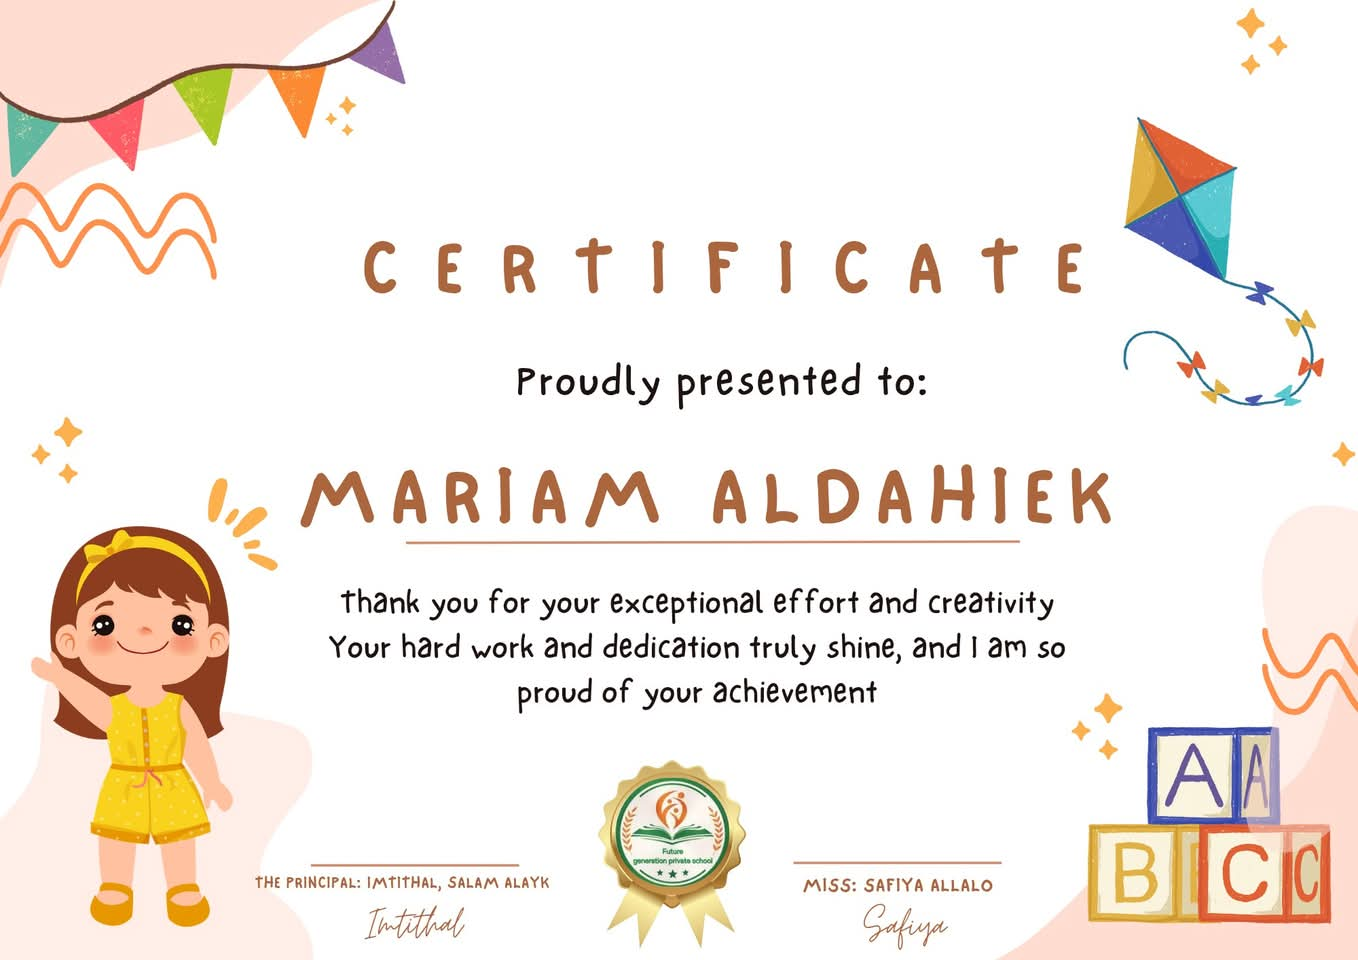 CERTIFICATE
Proudly presented to:
MARIAM ALDAHIEK
Thank you for your exceptional effort and creativity
Your hard work and dedication truly shine, and I am so
proud of your achievement
Future
generation private school
THE PRINCIPAL: IMTITHAL, SALAM ALAYK
Imtithal
MISS: SAFIYA ALLALO
Safiya
A A
B C C